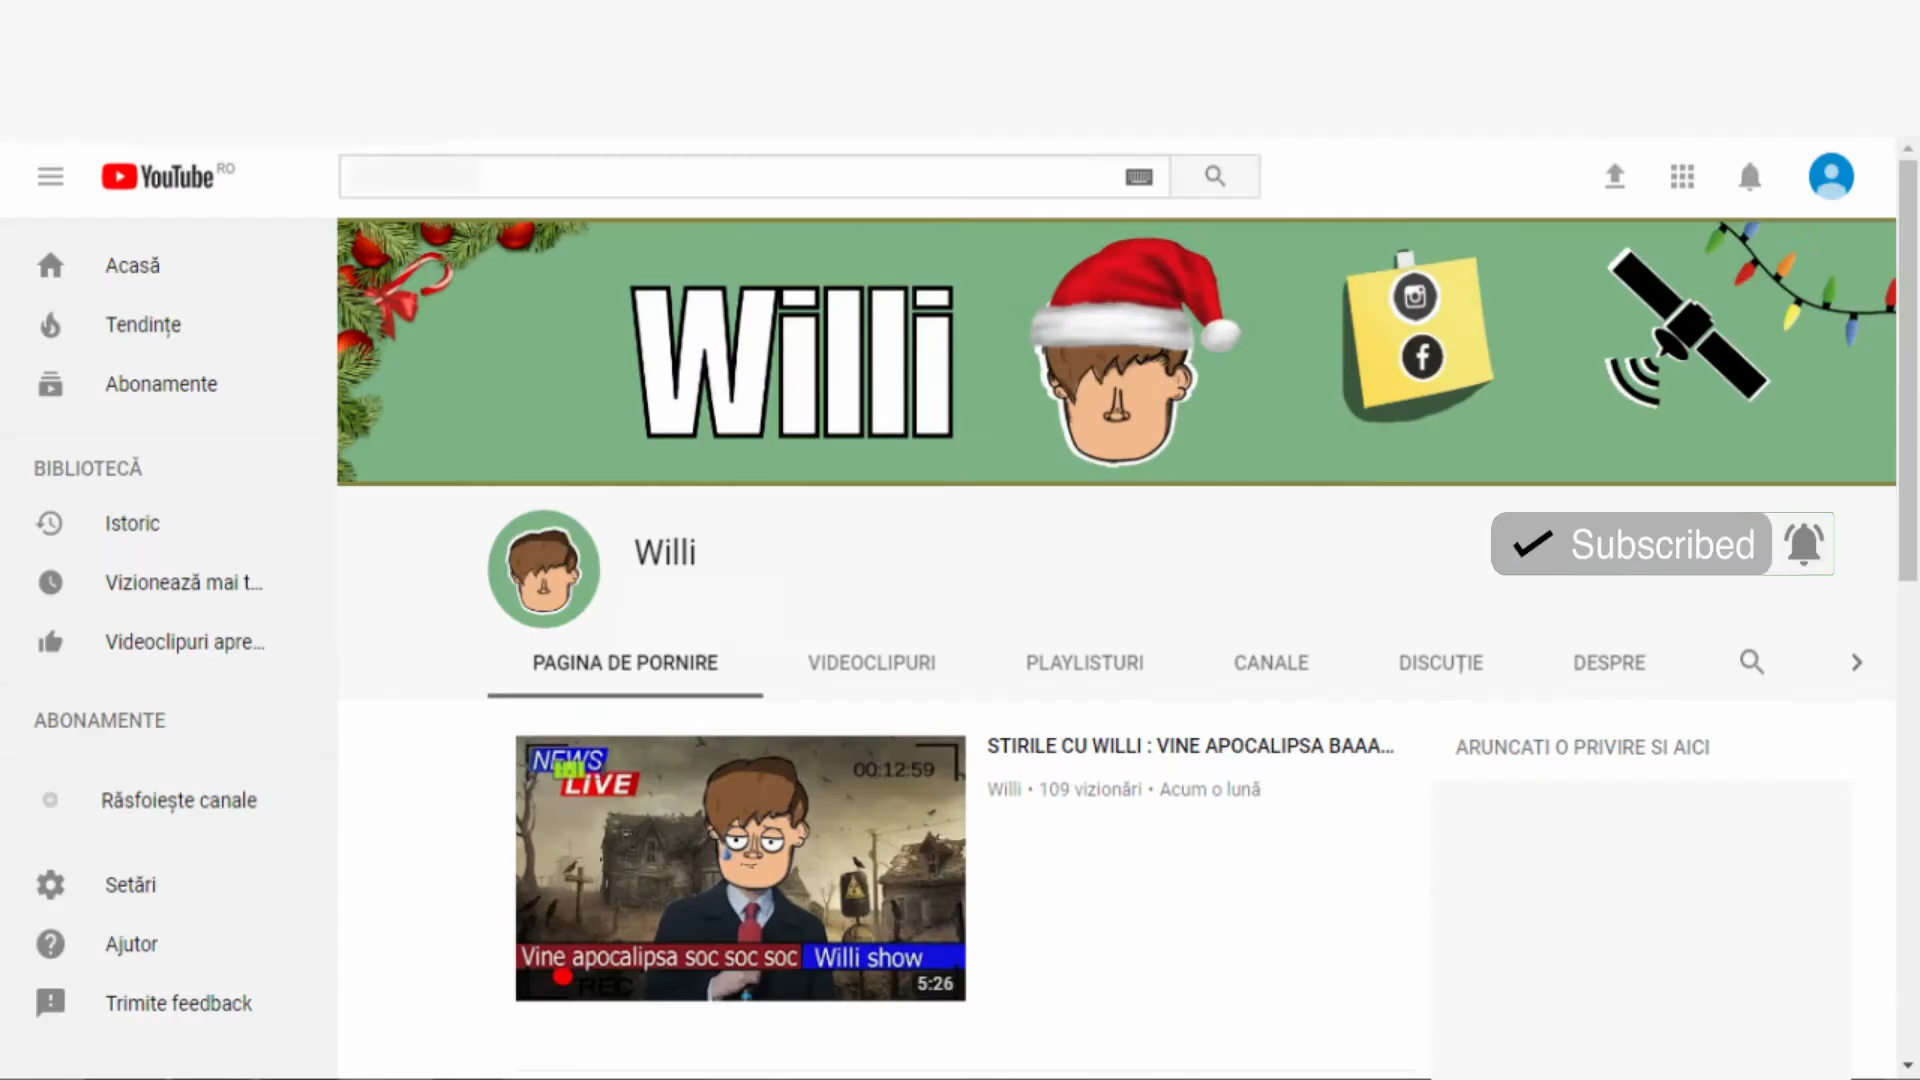 YouTube RO
Acasă
Tendințe
Abonamente
BIBLIOTECĂ
Istoric
Vizionează mai t...
Videoclipuri apre...
ABONAMENTE
Răsfoiește canale
Setări
Ajutor
Trimite feedback
Willi
Willi
Subscribed
PAGINA DE PORNIRE
VIDEOCLIPURI
PLAYLISTURI
CANALE
DISCUȚIE
DESPRE
NEWS
LIVE
00:12:59
Vine apocalipsa soc soc soc
Willi show
REC
5:26
STIRILE CU WILLI : VINE APOCALIPSA BAAA...
Willi • 109 vizionări • Acum o lună
ARUNCATI O PRIVIRE SI AICI